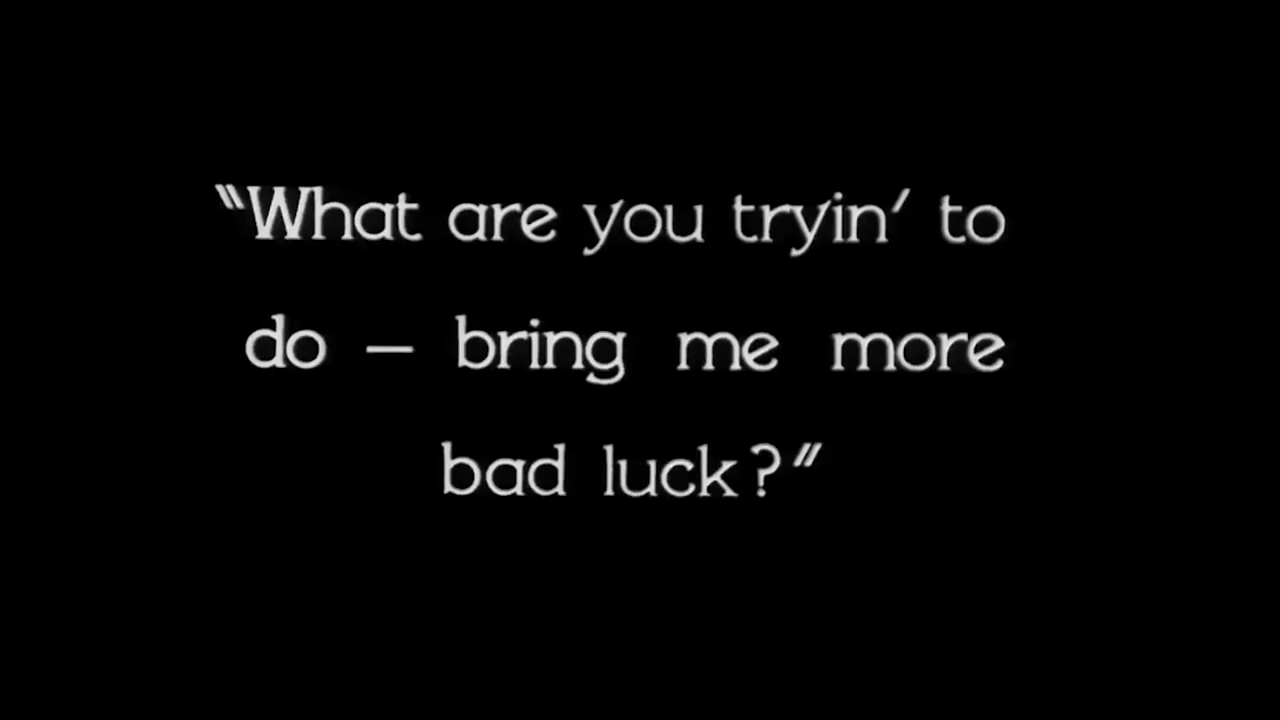 “What are you tryin’ to
do — bring me more
bad luck?”